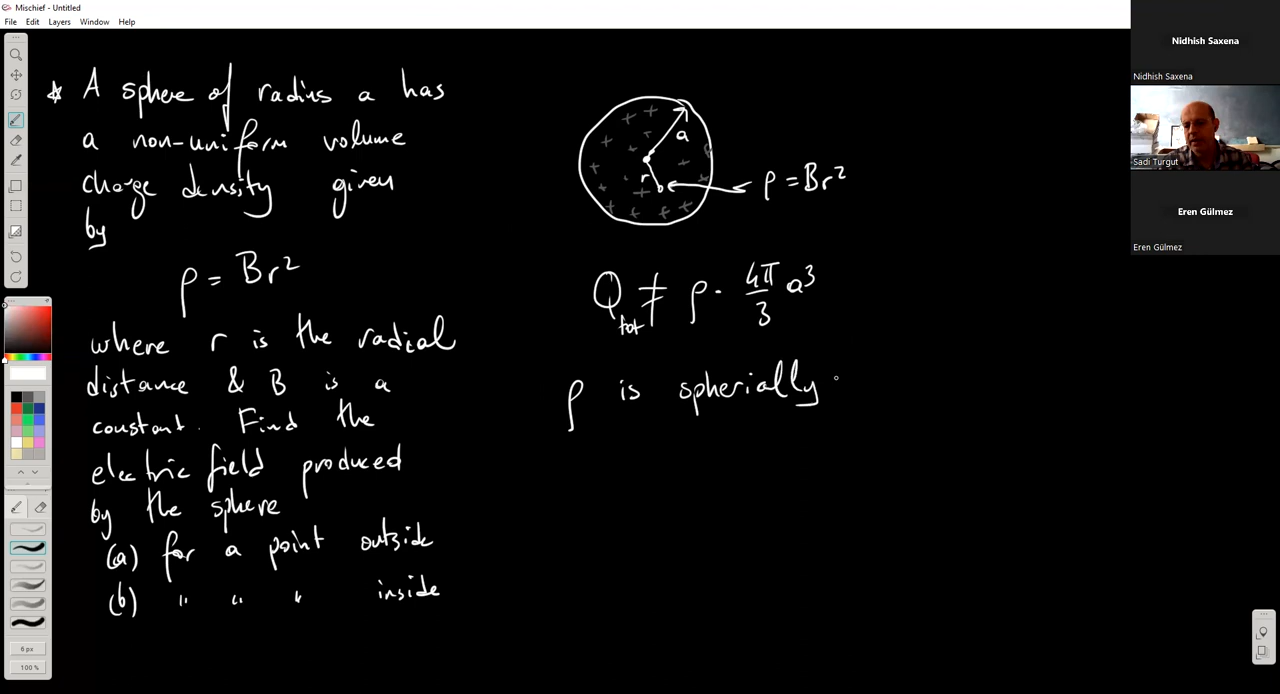 Mischief - Untitled
File Edit Layers Window Help
* A sphere of radius a has
a non-uniform volume
charge density given
by
ρ = Br²
where r is the radial
distance & B is a
constant. Find the
electric field produced
by the sphere
(a) for a point outside
(b) " " " inside
a
r
ρ = Br²
Q_tot ≠ ρ · 4π/3 a³
ρ is spherially
6 px
100 %
Nidhish Saxena
Nidhish Saxena
Sadi Turgut
Eren Gülmez
Eren Gülmez